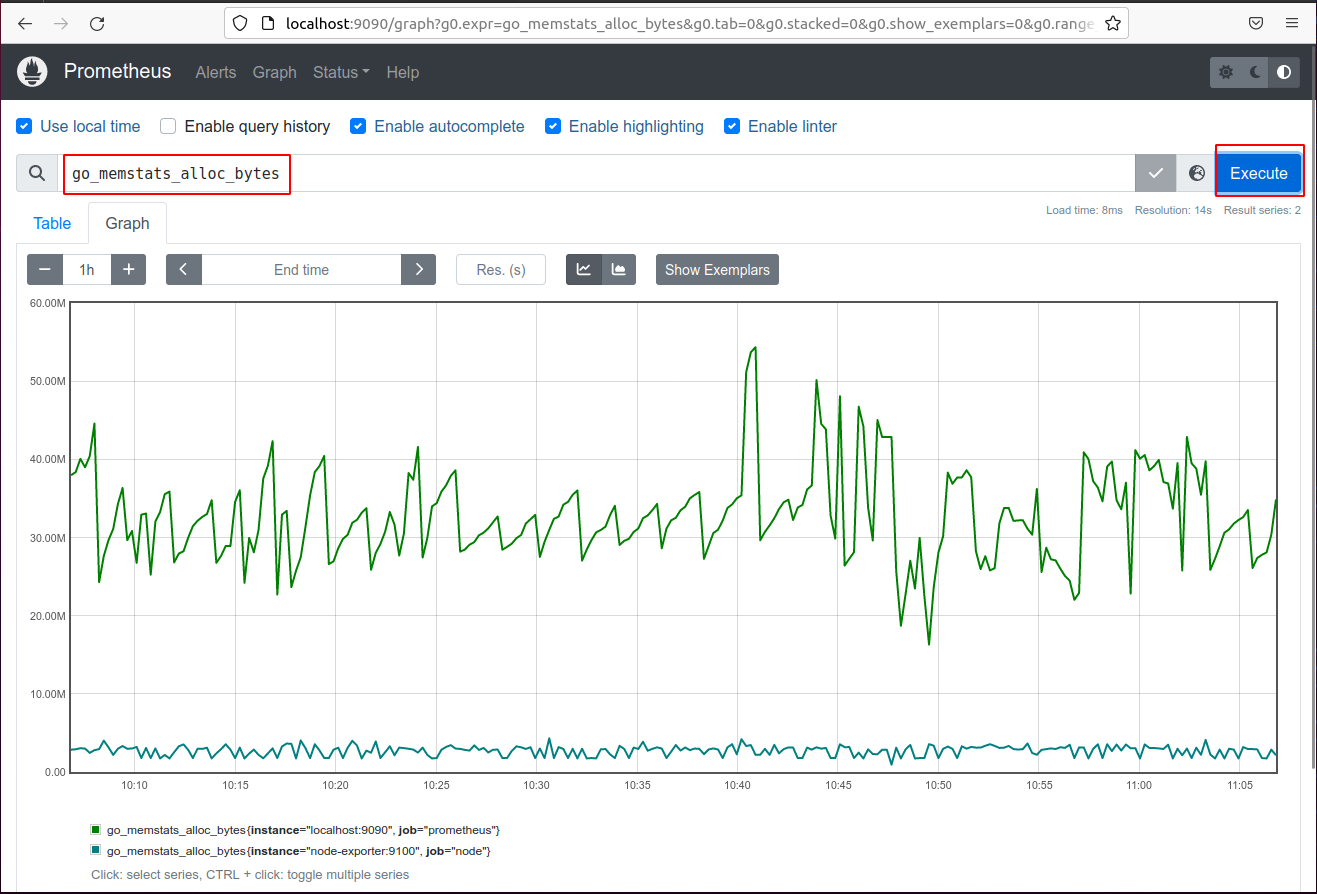 localhost:9090/graph?g0.expr=go_memstats_alloc_bytes&g0.tab=0&g0.stacked=0&g0.show_exemplars=0&g0.range
Prometheus Alerts Graph Status Help
Use local time Enable query history Enable autocomplete Enable highlighting Enable linter
go_memstats_alloc_bytes Execute
Load time: 8ms Resolution: 14s Result series: 2
Table Graph
− 1h + End time Res. (s) Show Exemplars
60.00M
50.00M
40.00M
30.00M
20.00M
10.00M
0.00
10:10 10:15 10:20 10:25 10:30 10:35 10:40 10:45 10:50 10:55 11:00 11:05
go_memstats_alloc_bytes{instance="localhost:9090", job="prometheus"}
go_memstats_alloc_bytes{instance="node-exporter:9100", job="node"}
Click: select series, CTRL + click: toggle multiple series